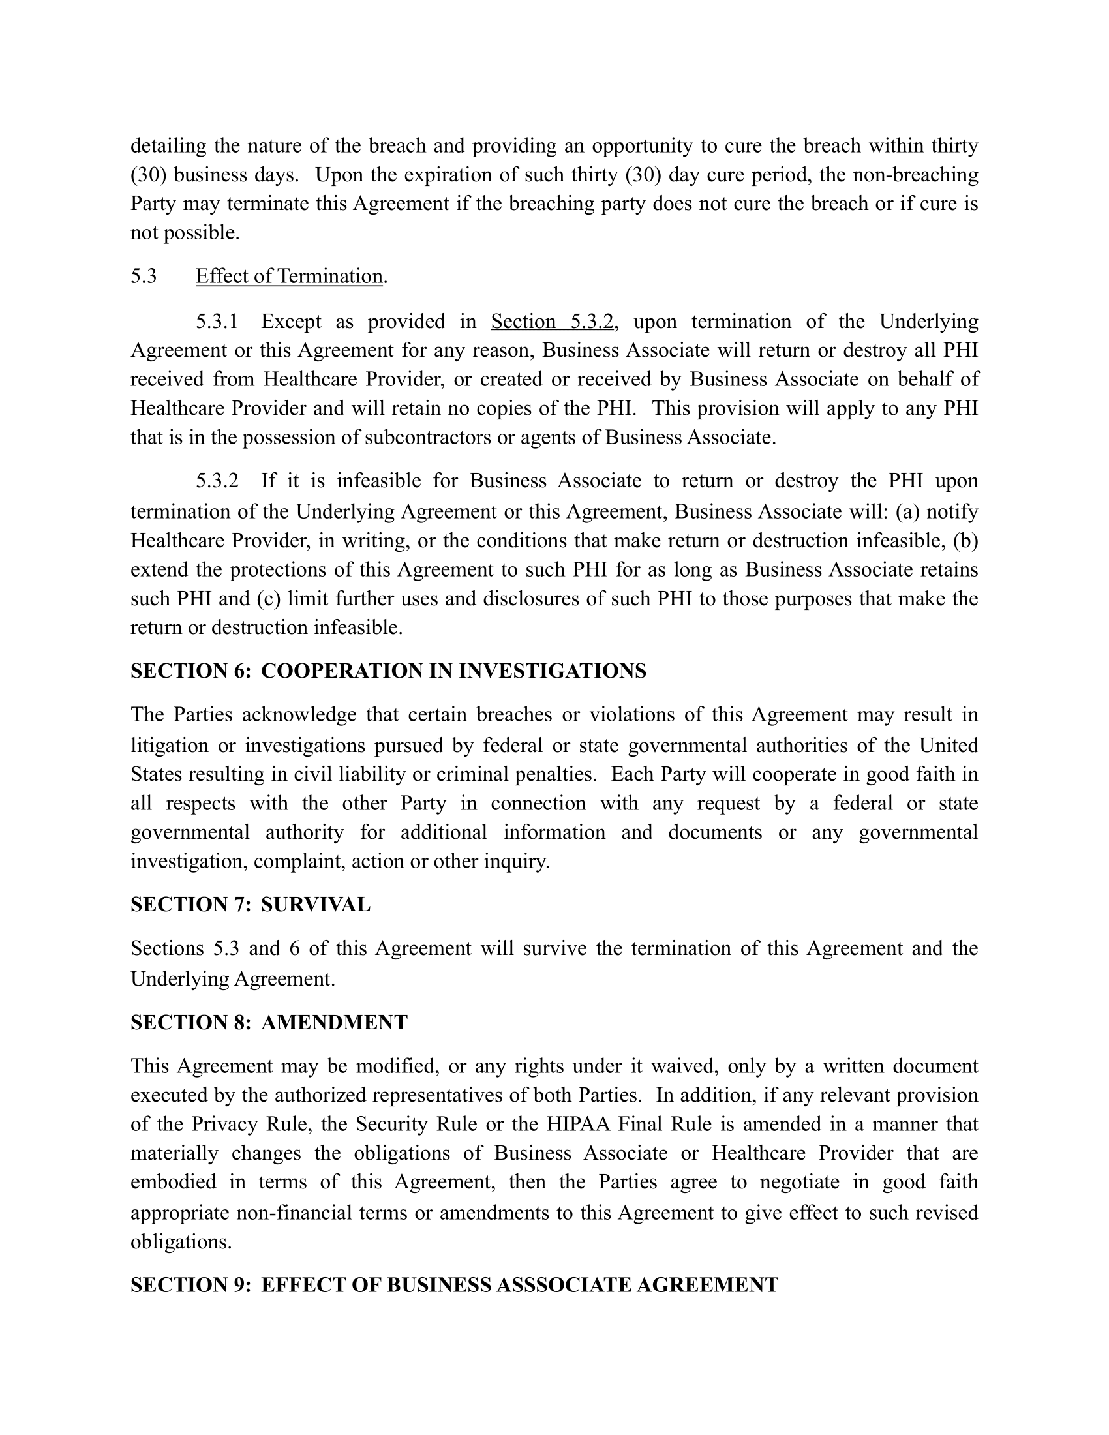 detailing the nature of the breach and providing an opportunity to cure the breach within thirty
(30) business days.  Upon the expiration of such thirty (30) day cure period, the non-breaching
Party may terminate this Agreement if the breaching party does not cure the breach or if cure is
not possible.
5.3 Effect of Termination.
5.3.1 Except as provided in Section 5.3.2, upon termination of the Underlying
Agreement or this Agreement for any reason, Business Associate will return or destroy all PHI
received from Healthcare Provider, or created or received by Business Associate on behalf of
Healthcare Provider and will retain no copies of the PHI.  This provision will apply to any PHI
that is in the possession of subcontractors or agents of Business Associate.
5.3.2 If it is infeasible for Business Associate to return or destroy the PHI upon
termination of the Underlying Agreement or this Agreement, Business Associate will: (a) notify
Healthcare Provider, in writing, or the conditions that make return or destruction infeasible, (b)
extend the protections of this Agreement to such PHI for as long as Business Associate retains
such PHI and (c) limit further uses and disclosures of such PHI to those purposes that make the
return or destruction infeasible.
SECTION 6:  COOPERATION IN INVESTIGATIONS
The Parties acknowledge that certain breaches or violations of this Agreement may result in
litigation or investigations pursued by federal or state governmental authorities of the United
States resulting in civil liability or criminal penalties.  Each Party will cooperate in good faith in
all respects with the other Party in connection with any request by a federal or state
governmental authority for additional information and documents or any governmental
investigation, complaint, action or other inquiry.
SECTION 7:  SURVIVAL
Sections 5.3 and 6 of this Agreement will survive the termination of this Agreement and the
Underlying Agreement.
SECTION 8:  AMENDMENT
This Agreement may be modified, or any rights under it waived, only by a written document
executed by the authorized representatives of both Parties.  In addition, if any relevant provision
of the Privacy Rule, the Security Rule or the HIPAA Final Rule is amended in a manner that
materially changes the obligations of Business Associate or Healthcare Provider that are
embodied in terms of this Agreement, then the Parties agree to negotiate in good faith
appropriate non-financial terms or amendments to this Agreement to give effect to such revised
obligations.
SECTION 9:  EFFECT OF BUSINESS ASSSOCIATE AGREEMENT